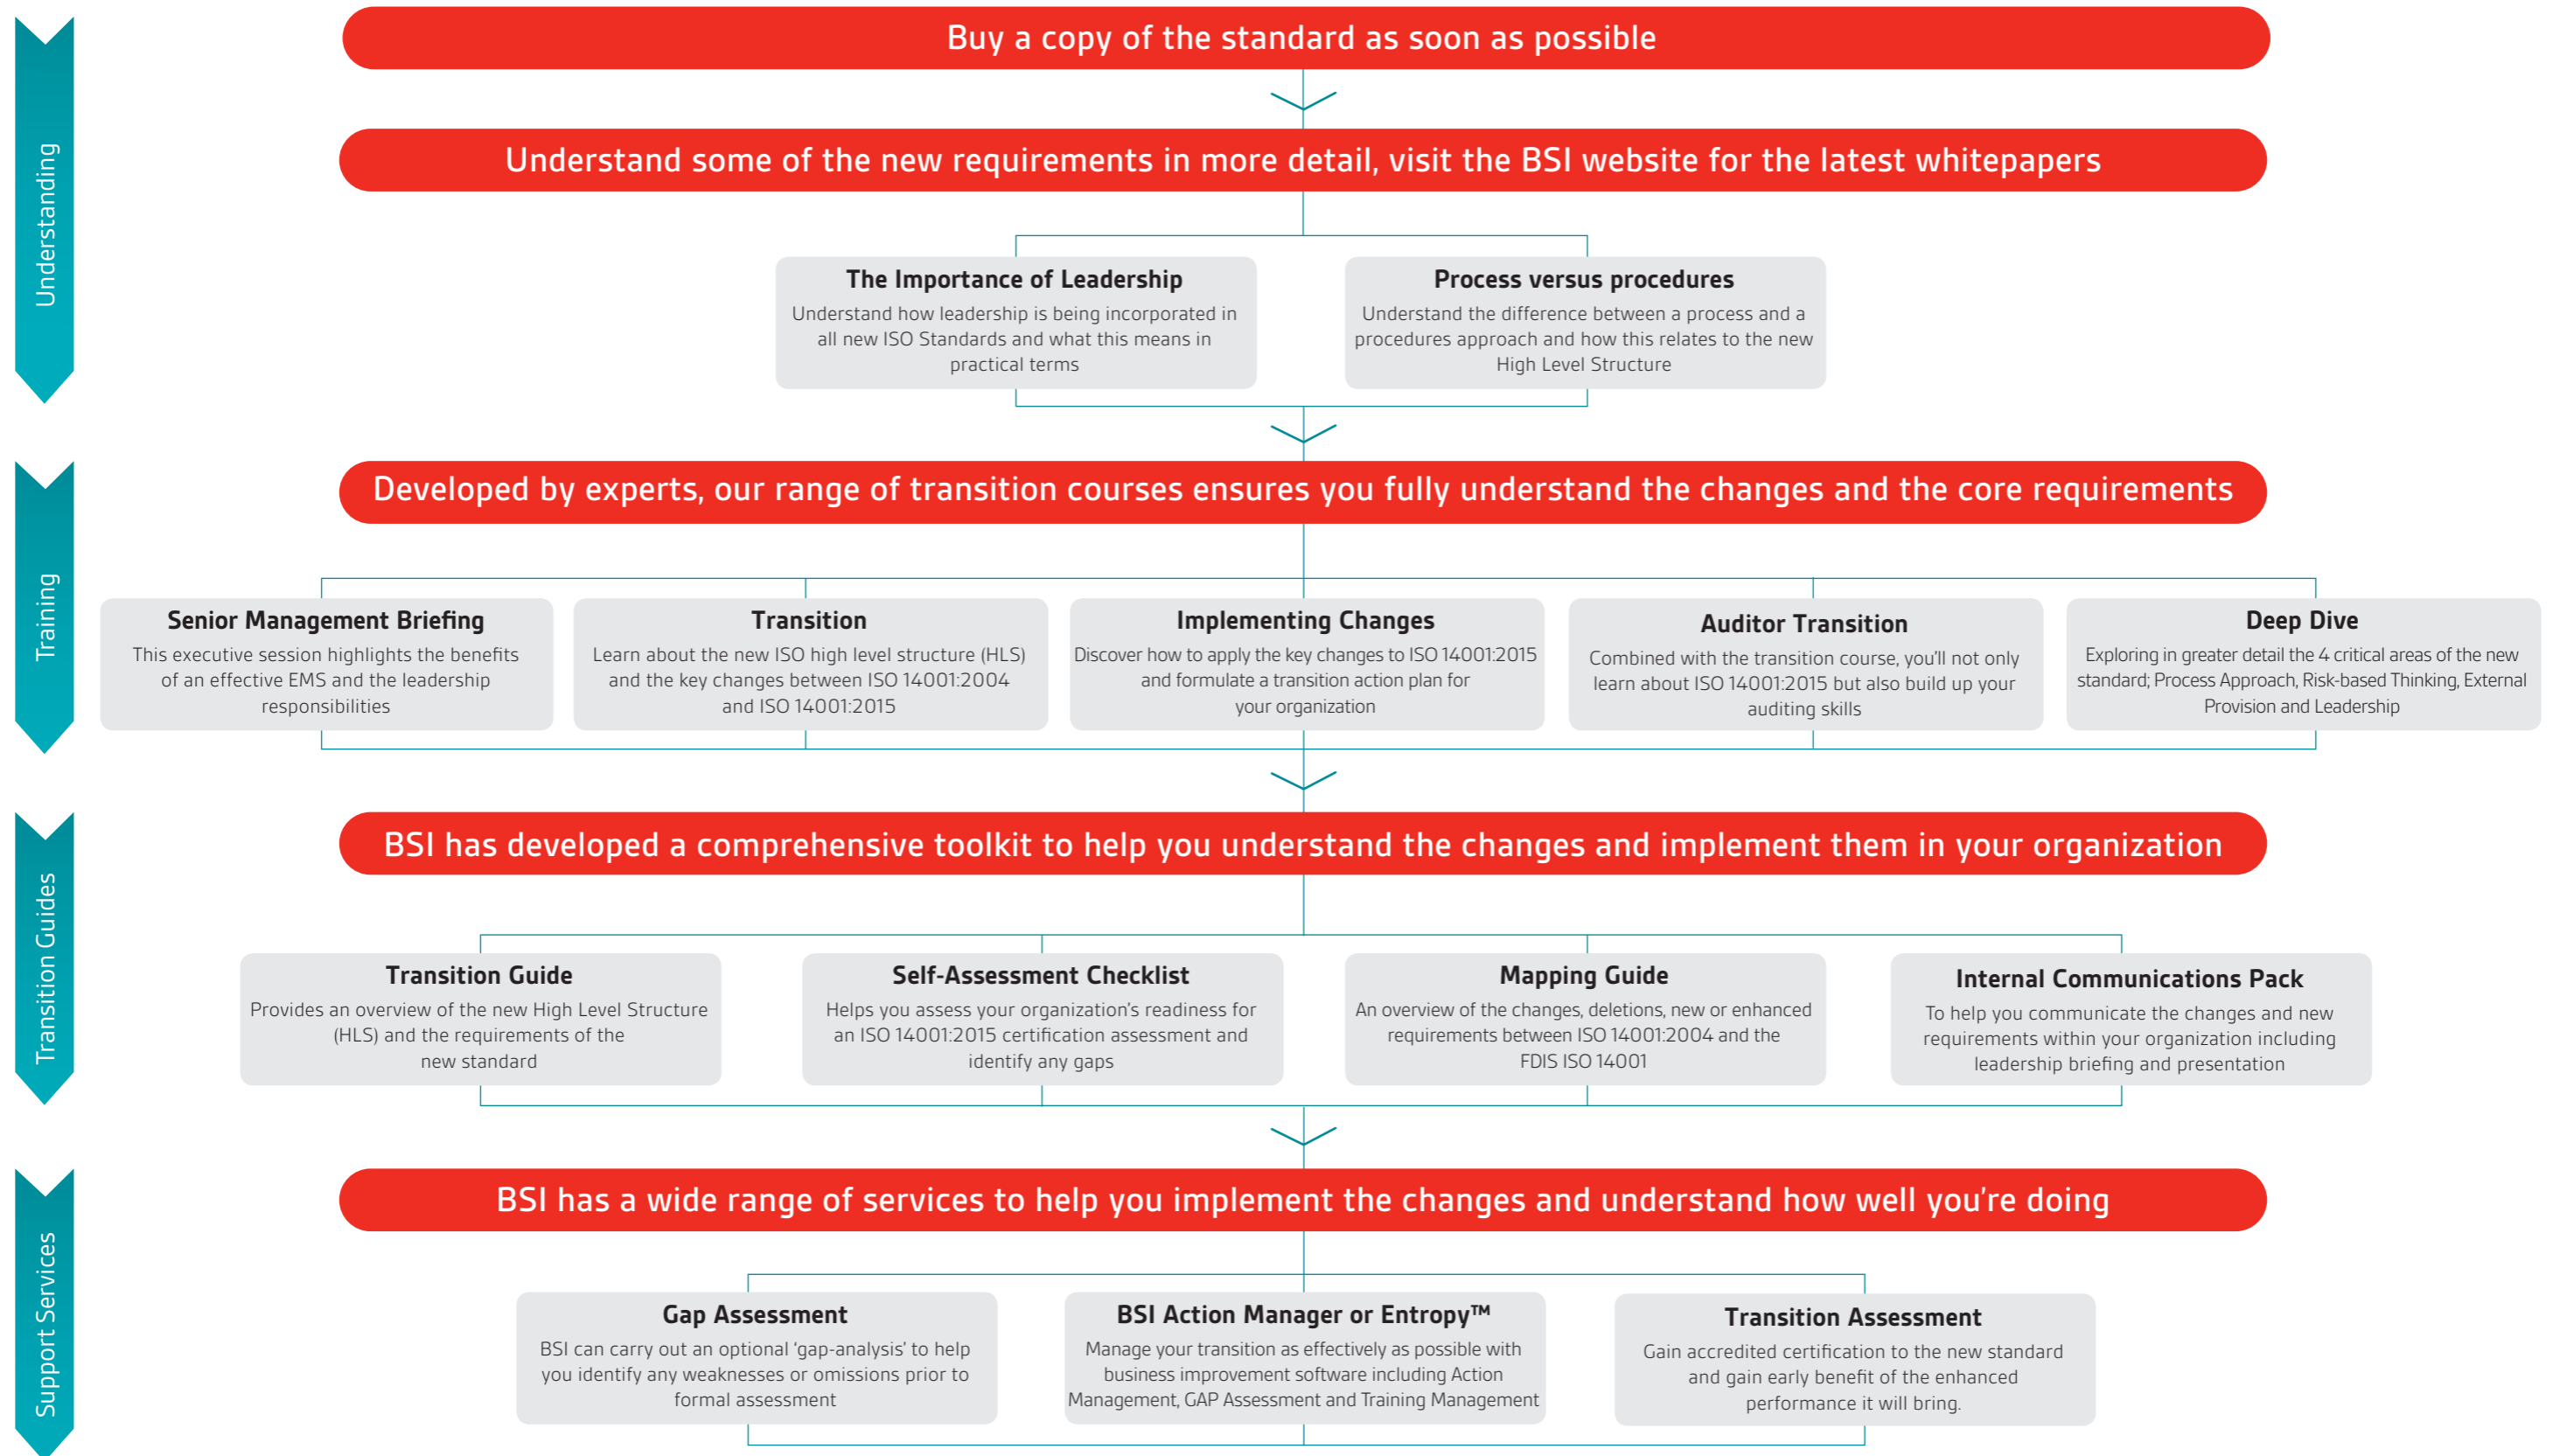 Understanding
Buy a copy of the standard as soon as possible
Understand some of the new requirements in more detail, visit the BSI website for the latest whitepapers
The Importance of Leadership
Understand how leadership is being incorporated in
all new ISO Standards and what this means in
practical terms
Process versus procedures
Understand the difference between a process and a
procedures approach and how this relates to the new
High Level Structure
Training
Developed by experts, our range of transition courses ensures you fully understand the changes and the core requirements
Senior Management Briefing
This executive session highlights the benefits
of an effective EMS and the leadership
responsibilities
Transition
Learn about the new ISO high level structure (HLS)
and the key changes between ISO 14001:2004
and ISO 14001:2015
Implementing Changes
Discover how to apply the key changes to ISO 14001:2015
and formulate a transition action plan for
your organization
Auditor Transition
Combined with the transition course, you'll not only
learn about ISO 14001:2015 but also build up your
auditing skills
Deep Dive
Exploring in greater detail the 4 critical areas of the new
standard; Process Approach, Risk-based Thinking, External
Provision and Leadership
Transition Guides
BSI has developed a comprehensive toolkit to help you understand the changes and implement them in your organization
Transition Guide
Provides an overview of the new High Level Structure
(HLS) and the requirements of the
new standard
Self-Assessment Checklist
Helps you assess your organization's readiness for
an ISO 14001:2015 certification assessment and
identify any gaps
Mapping Guide
An overview of the changes, deletions, new or enhanced
requirements between ISO 14001:2004 and the
FDIS ISO 14001
Internal Communications Pack
To help you communicate the changes and new
requirements within your organization including
leadership briefing and presentation
Support Services
BSI has a wide range of services to help you implement the changes and understand how well you're doing
Gap Assessment
BSI can carry out an optional 'gap-analysis' to help
you identify any weaknesses or omissions prior to
formal assessment
BSI Action Manager or Entropy™
Manage your transition as effectively as possible with
business improvement software including Action
Management, GAP Assessment and Training Management
Transition Assessment
Gain accredited certification to the new standard
and gain early benefit of the enhanced
performance it will bring.